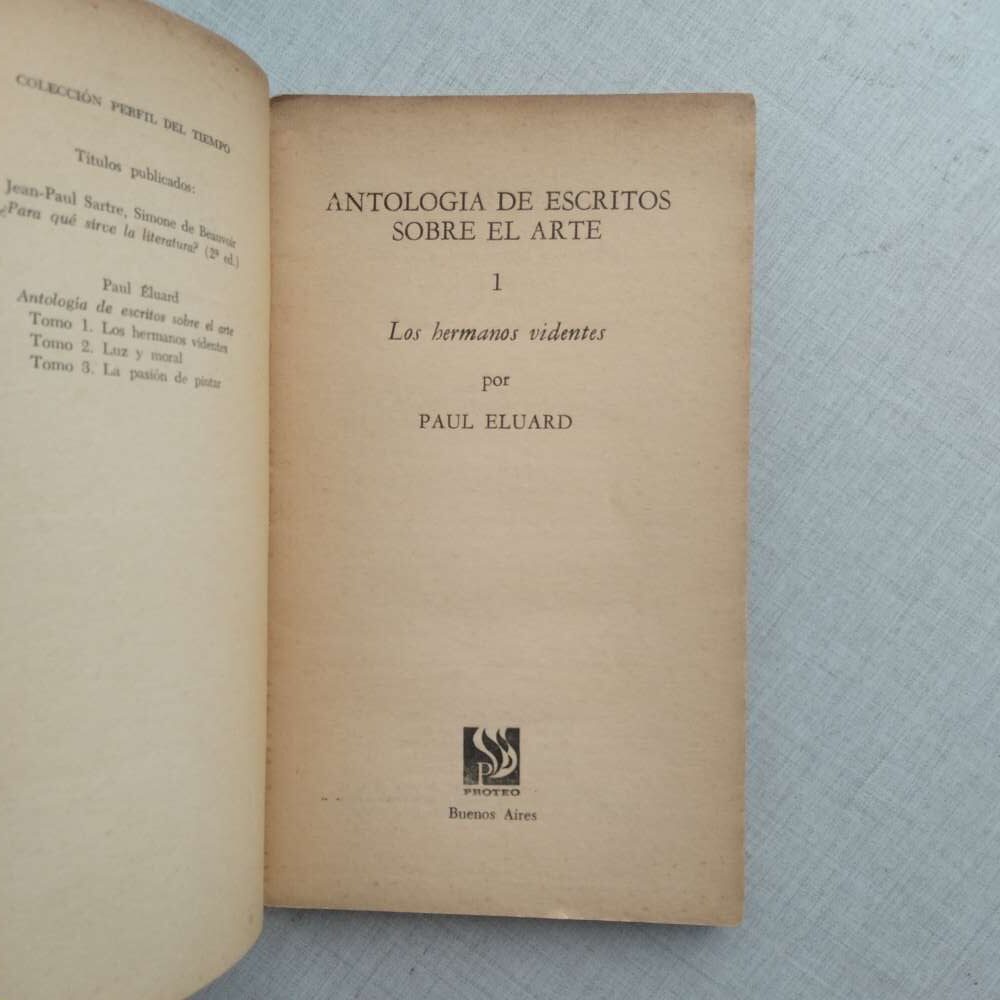 COLECCIÓN PERFIL DEL TIEMPO
Títulos publicados:
Jean-Paul Sartre, Simone de Beauvoir
¿Para qué sirve la literatura? (2ª ed.)
Paul Éluard
Antología de escritos sobre el arte
Tomo 1. Los hermanos videntes
Tomo 2. Luz y moral
Tomo 3. La pasión de pintar
ANTOLOGIA DE ESCRITOS
SOBRE EL ARTE
1
Los hermanos videntes
por
PAUL ELUARD
P
PROTEO
Buenos Aires